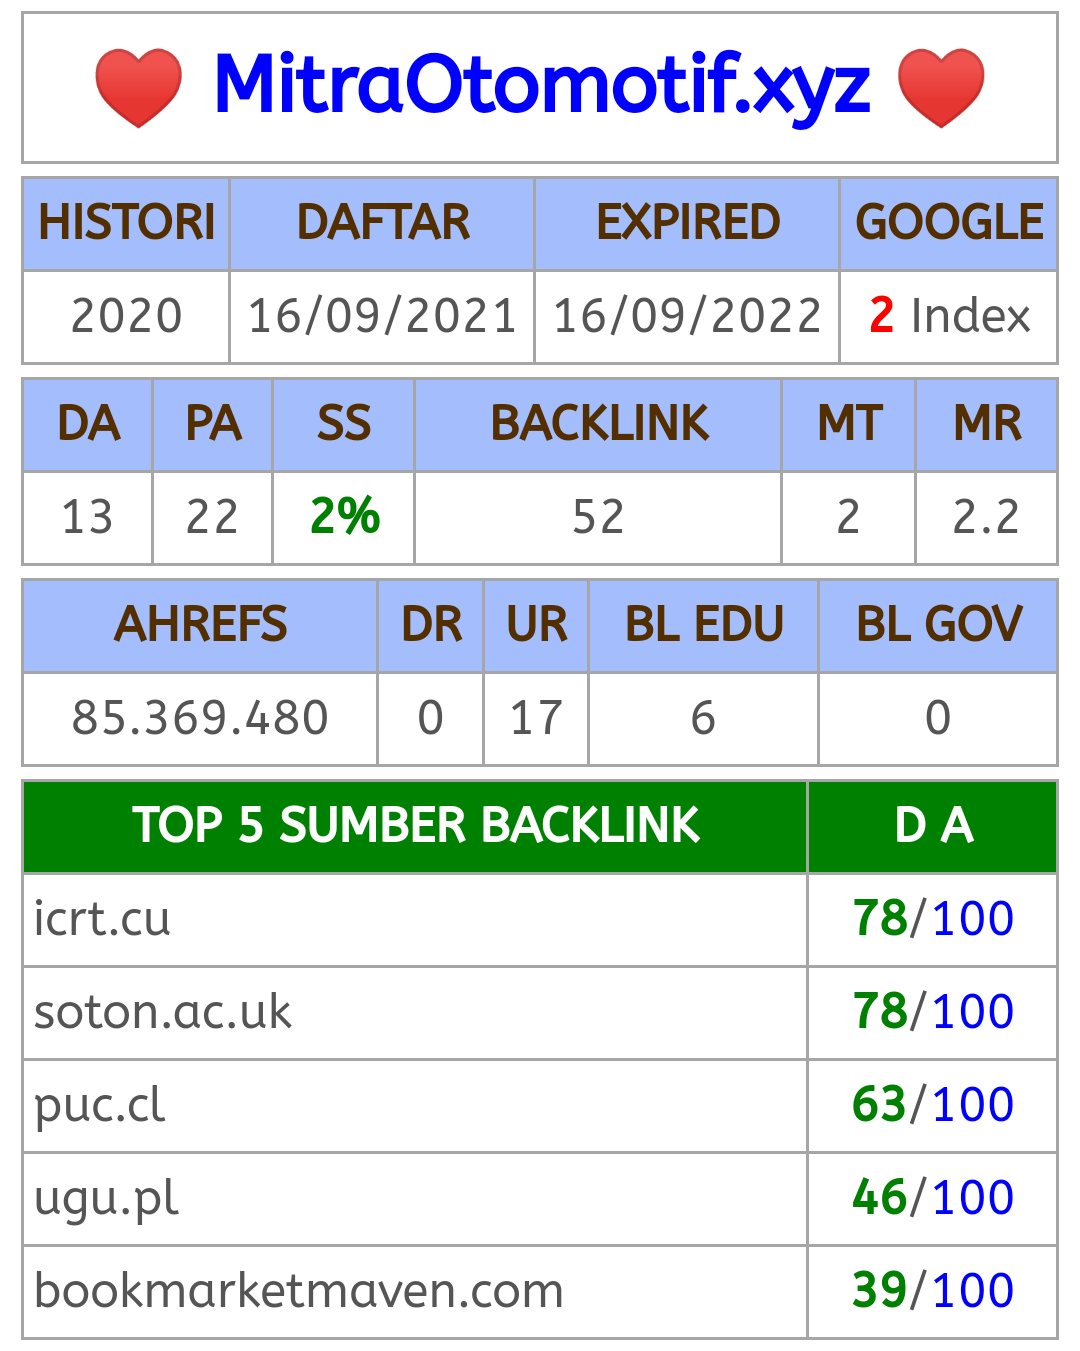 MitraOtomotif.xyz
HISTORI DAFTAR EXPIRED GOOGLE
2020 16/09/2021 16/09/2022 2 Index
DA PA SS BACKLINK MT MR
13 22 2% 52 2 2.2
AHREFS DR UR BL EDU BL GOV
85.369.480 0 17 6 0
TOP 5 SUMBER BACKLINK D A
icrt.cu 78/100
soton.ac.uk 78/100
puc.cl 63/100
ugu.pl 46/100
bookmarketmaven.com 39/100